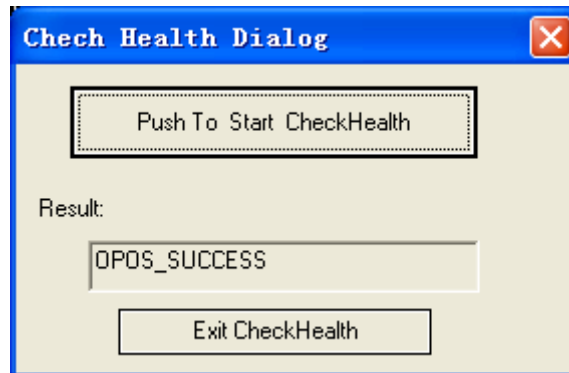 Chech Health Dialog
Push To Start CheckHealth
Result:
OPOS_SUCCESS
Exit CheckHealth